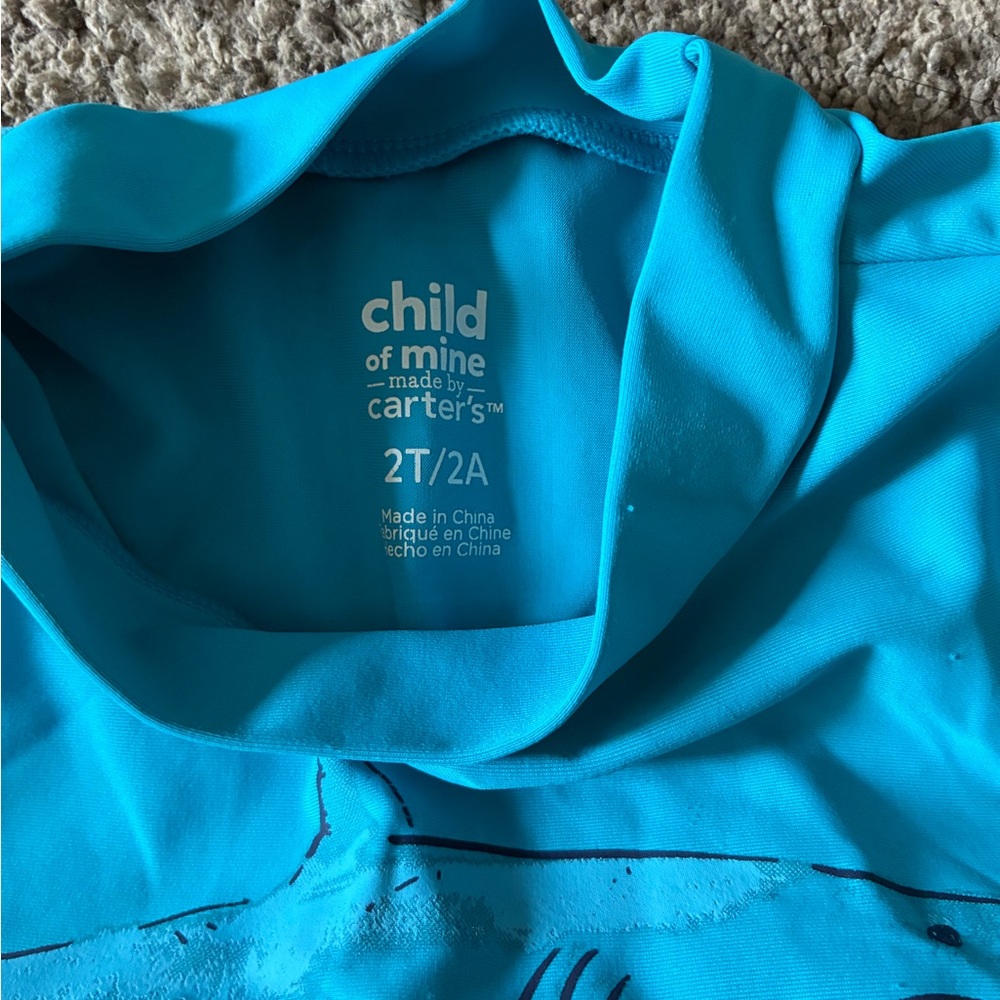 child
of mine
— made by —
carter's™
2T/2A
Made in China
abriqué en Chine
echo en China